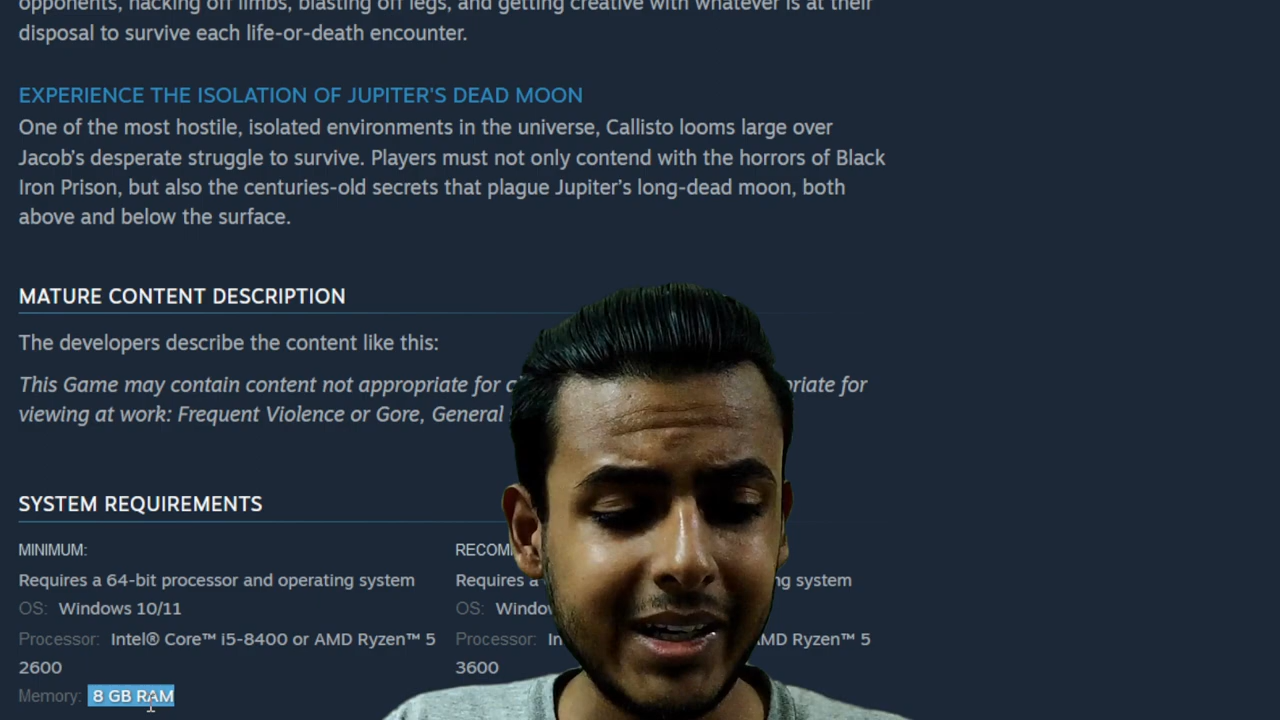 opponents, hacking off limbs, blasting off legs, and getting creative with whatever is at their
disposal to survive each life-or-death encounter.
EXPERIENCE THE ISOLATION OF JUPITER'S DEAD MOON
One of the most hostile, isolated environments in the universe, Callisto looms large over
Jacob's desperate struggle to survive. Players must not only contend with the horrors of Black
Iron Prison, but also the centuries-old secrets that plague Jupiter's long-dead moon, both
above and below the surface.
MATURE CONTENT DESCRIPTION
The developers describe the content like this:
This Game may contain content not appropriate for
viewing at work: Frequent Violence or Gore, General
SYSTEM REQUIREMENTS
MINIMUM:
Requires a 64-bit processor and operating system
OS: Windows 10/11
Processor: Intel® Core™ i5-8400 or AMD Ryzen™ 5
2600
Memory: 8 GB RAM
Requires a
system
OS:
Processor:
AMD Ryzen™ 5
3600